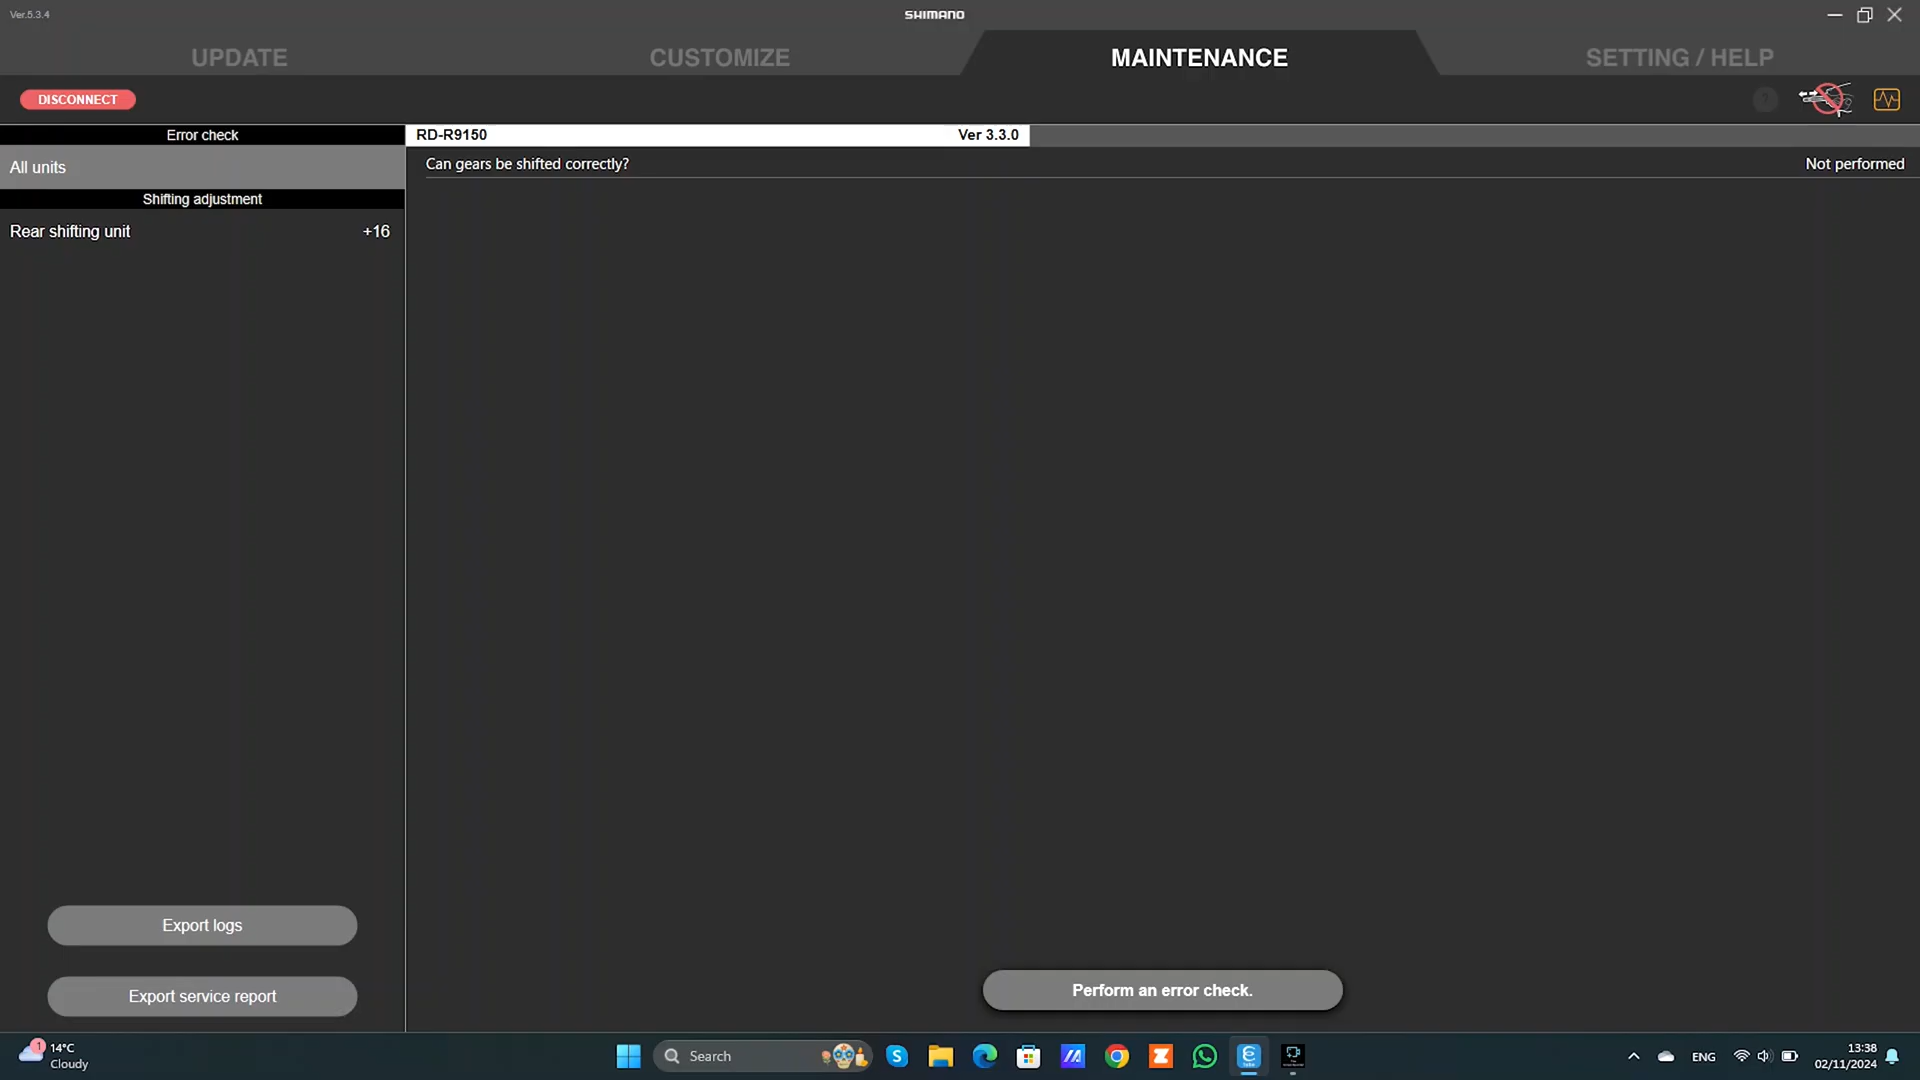 Ver.5.3.4
SHIMANO
UPDATE
CUSTOMIZE
MAINTENANCE
SETTING / HELP
DISCONNECT
?
Error check
RD-R9150
Ver 3.3.0
All units
Can gears be shifted correctly?
Not performed
Shifting adjustment
Rear shifting unit
+16
Export logs
Export service report
Perform an error check.
1
14°C
Cloudy
Search
ENG
13:38
02/11/2024